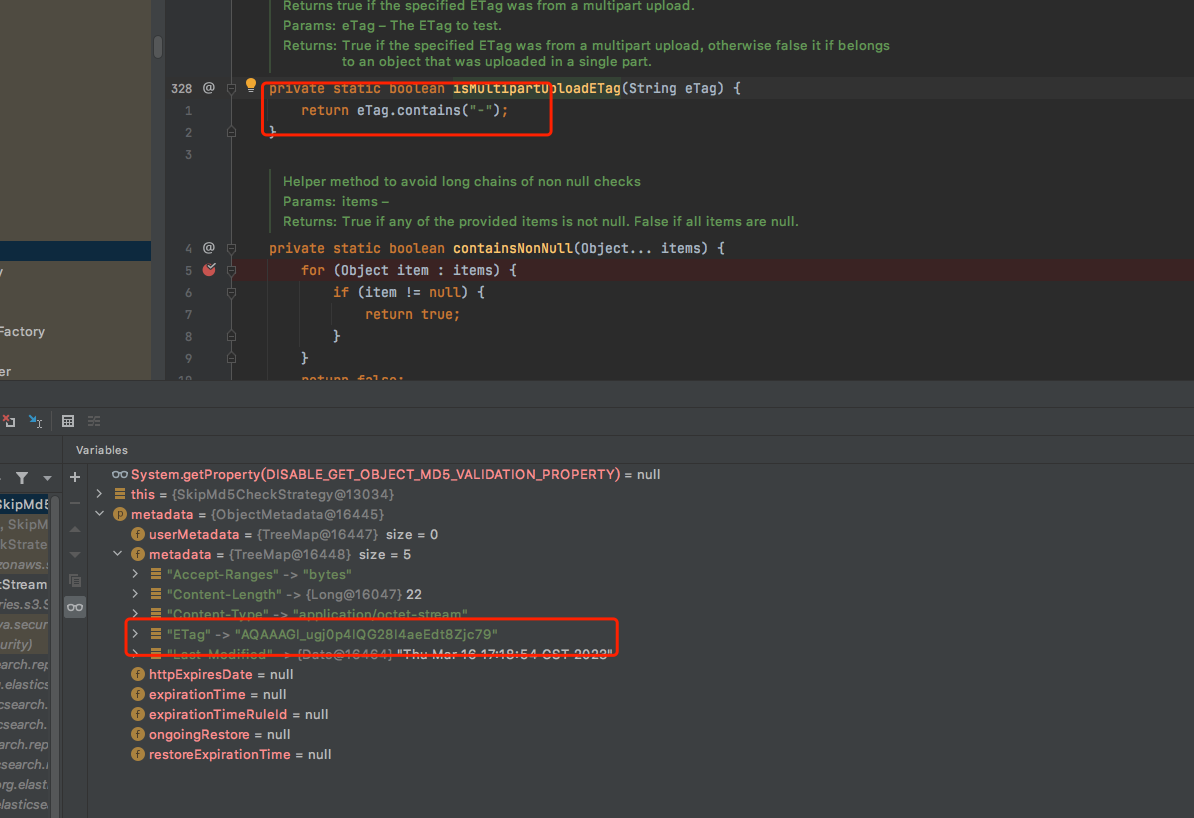 Returns true if the specified ETag was from a multipart upload.
Params: eTag – The ETag to test.
Returns: True if the specified ETag was from a multipart upload, otherwise false it if belongs
to an object that was uploaded in a single part.
328 @ private static boolean isMultipartUploadETag(String eTag) {
1 return eTag.contains("-");
2 }
3
Helper method to avoid long chains of non null checks
Params: items –
Returns: True if any of the provided items is not null. False if all items are null.
4 @ private static boolean containsNonNull(Object... items) {
5 for (Object item : items) {
6 if (item != null) {
7 return true;
8 }
9 }
10 return false;
y
Factory
er
Variables
System.getProperty(DISABLE_GET_OBJECT_MD5_VALIDATION_PROPERTY) = null
this = {SkipMd5CheckStrategy@13034}
metadata = {ObjectMetadata@16445}
userMetadata = {TreeMap@16447} size = 0
metadata = {TreeMap@16448} size = 5
"Accept-Ranges" -> "bytes"
"Content-Length" -> {Long@16047} 22
"Content-Type" -> "application/octet-stream"
"ETag" -> "AQAAAGI_ugj0p4IQG28I4aeEdt8Zjc79"
"Last-Modified" -> {Date@16464} "Thu Mar 16 17:18:54 CST 2023"
httpExpiresDate = null
expirationTime = null
expirationTimeRuleId = null
ongoingRestore = null
restoreExpirationTime = null
SkipMd5
, SkipM
ckStrate
zonaws.s
tStream
ries.s3.S
va.secur
urity)
earch.rep
g.elastics
csearch.
csearch.
arch.rep
csearch.
org.elast
elasticse